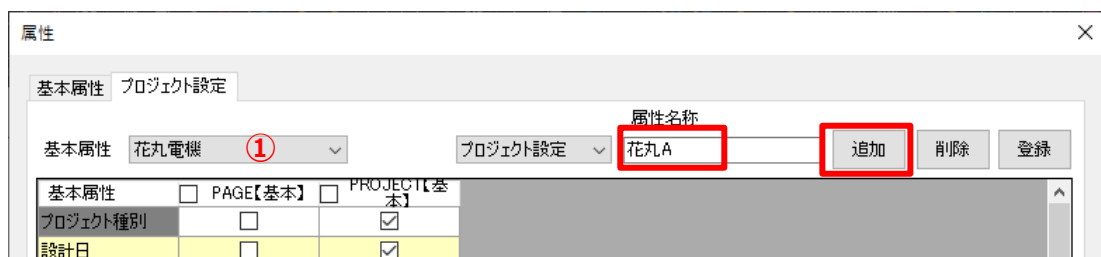 属性
基本属性 プロジェクト設定
属性名称
基本属性 花丸電機 ① プロジェクト設定 花丸A 追加 削除 登録
基本属性 PAGE【基本】 PROJECT【基
本】
プロジェクト種別
設計日